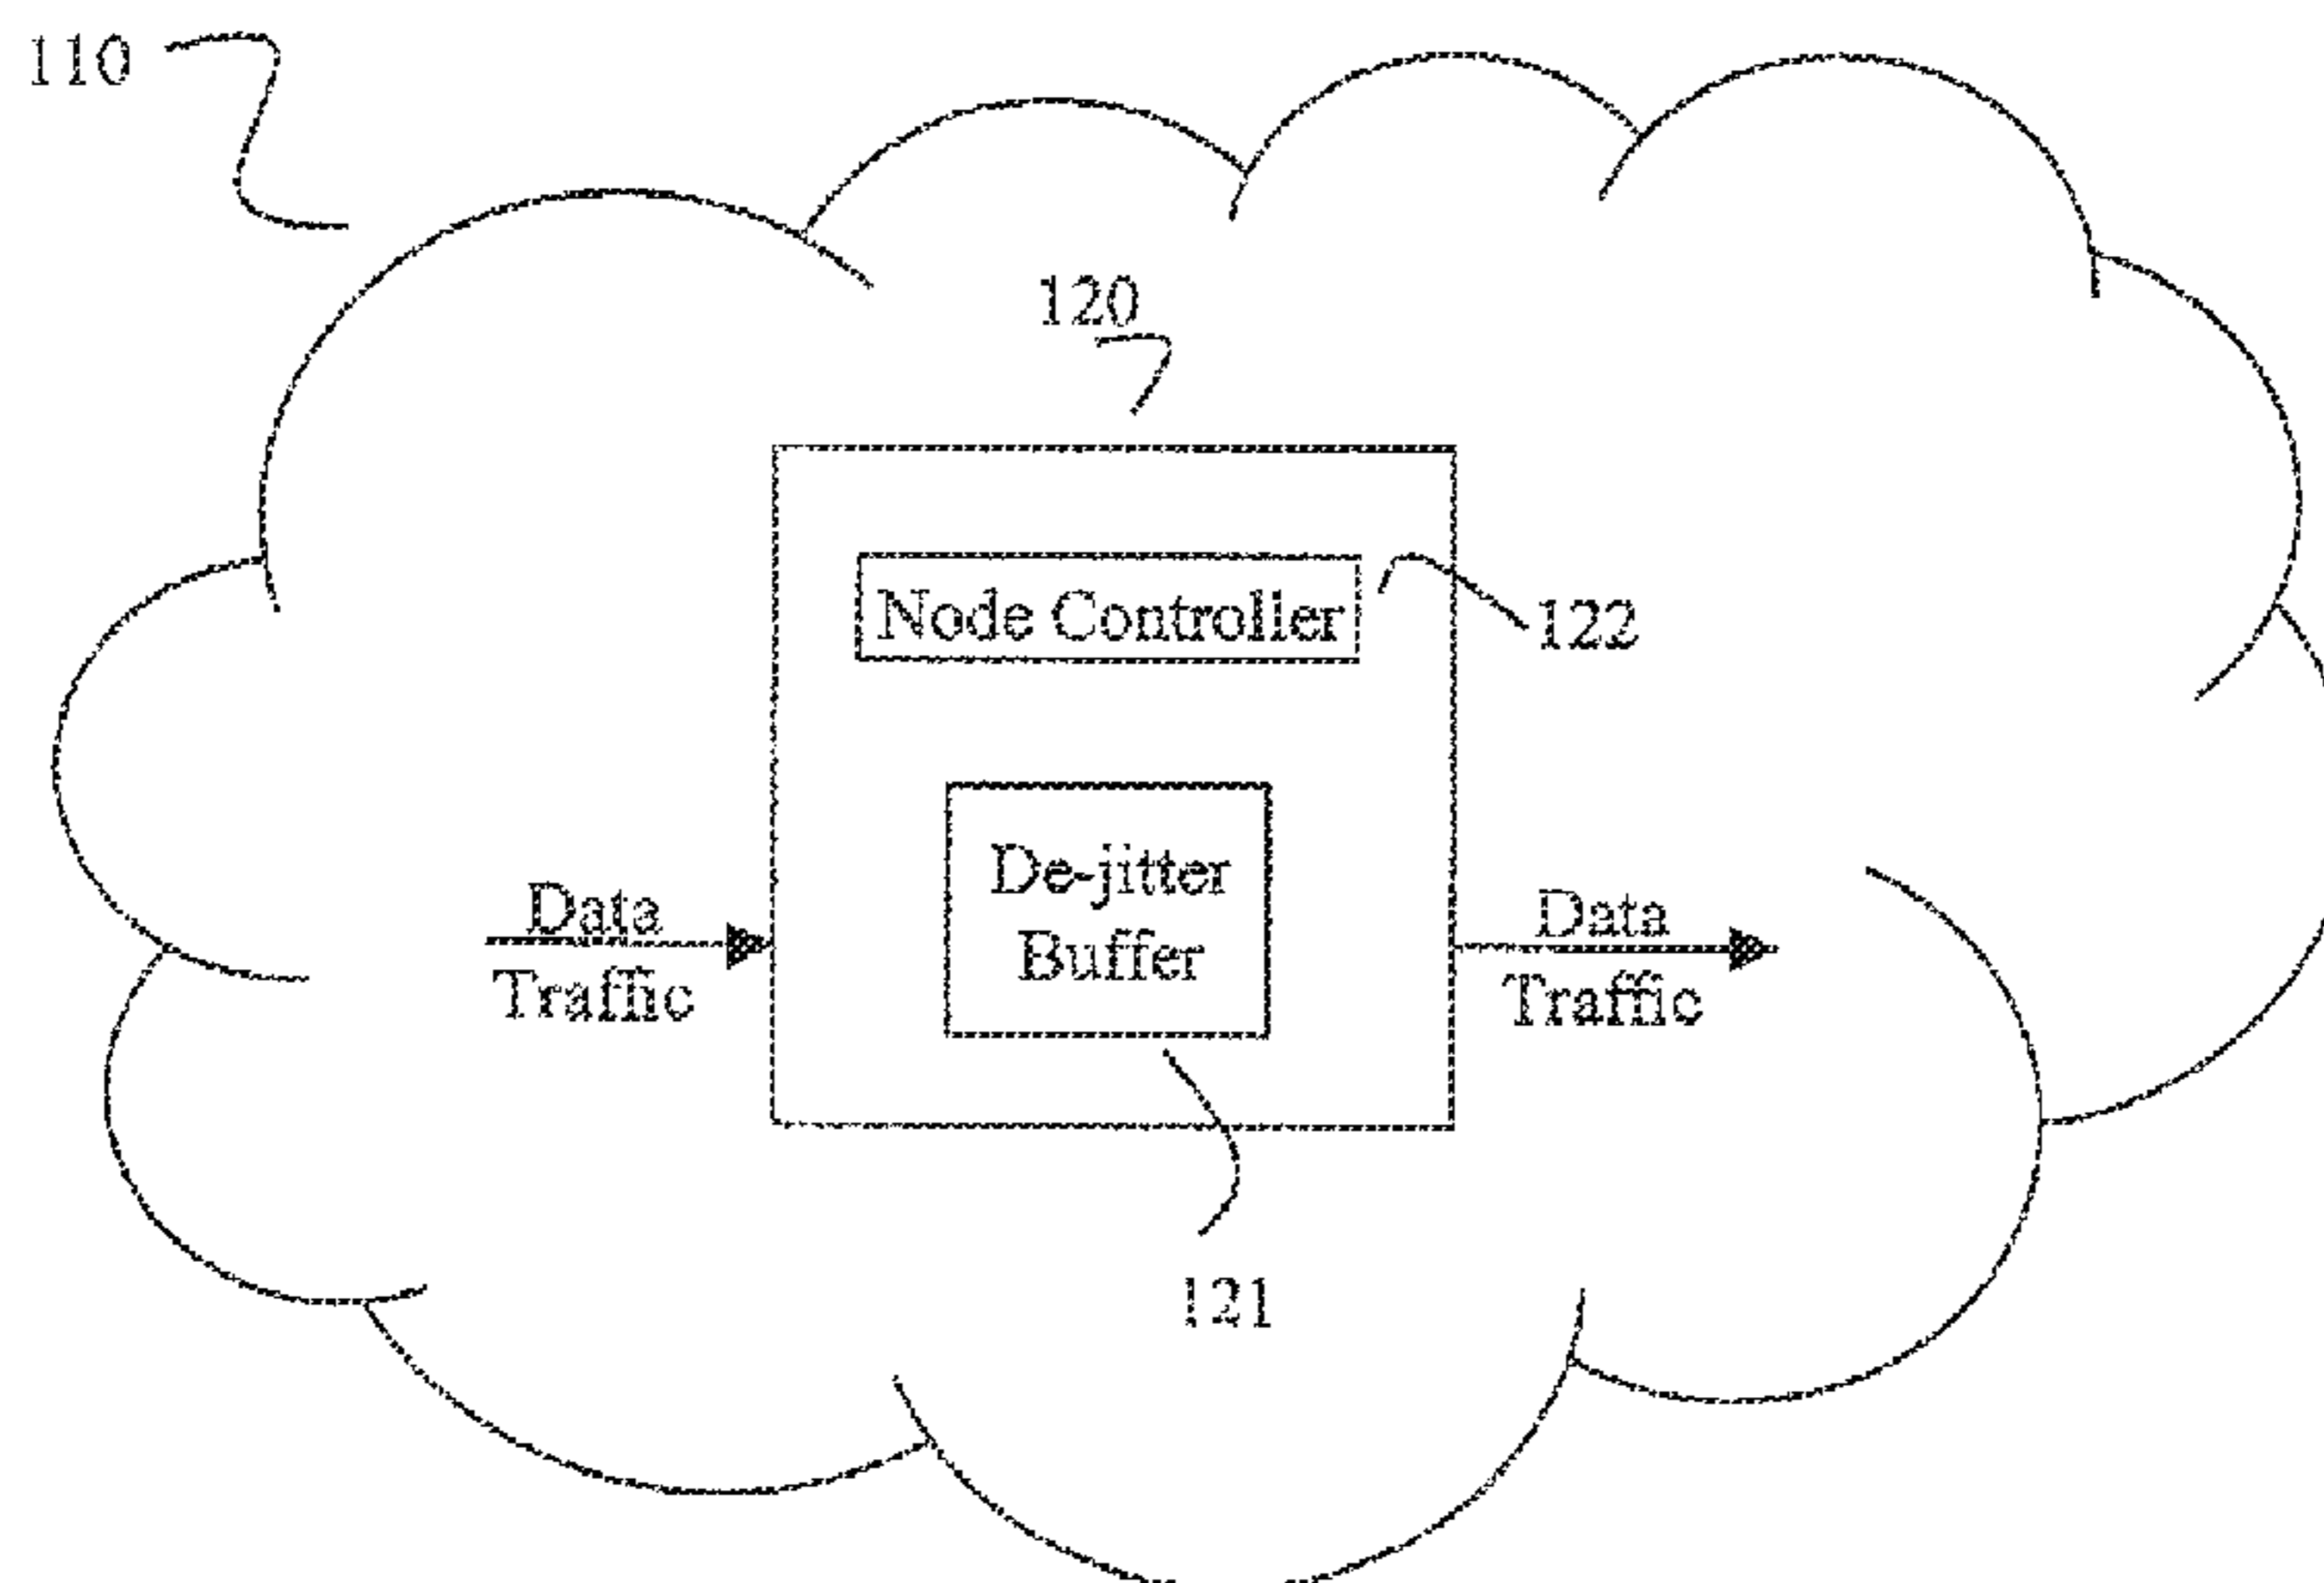 110
120
Node Controller
122
De-jitter
Buffer
Data
Traffic
Data
Traffic
121